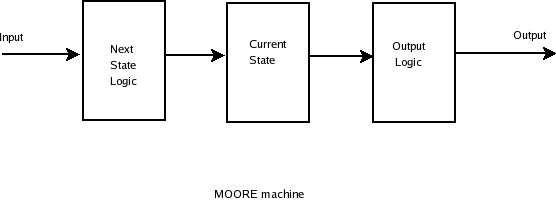 Input
Next
State
Logic
Current
State
Output
Logic
Output
MOORE machine